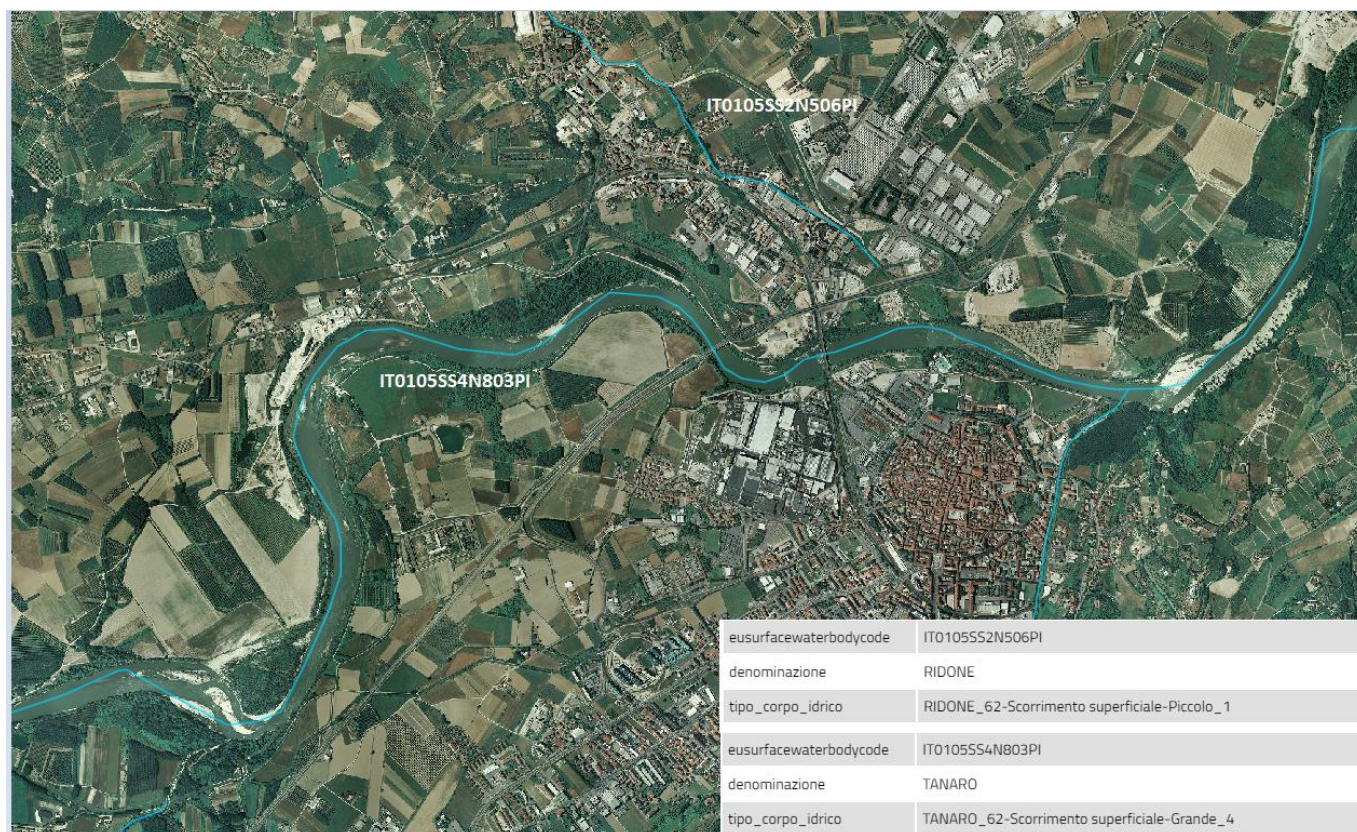 IT0105SS2N506PI
IT0105SS4N803PI
eusurfacewaterbodycode IT0105SS2N506PI
denominazione RIDONE
tipo_corpo_idrico RIDONE_62-Scorrimento superficiale-Piccolo_1
eusurfacewaterbodycode IT0105SS4N803PI
denominazione TANARO
tipo_corpo_idrico TANARO_62-Scorrimento superficiale-Grande_4